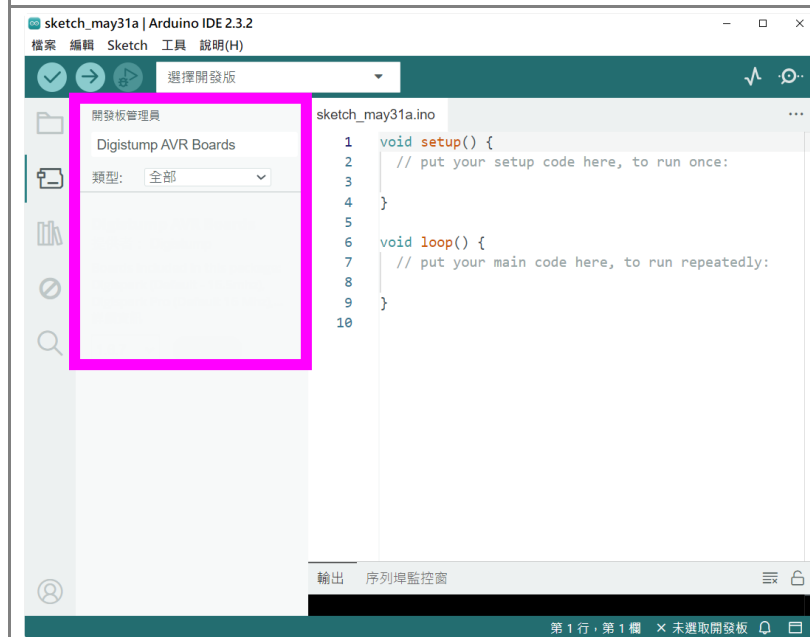 sketch_may31a | Arduino IDE 2.3.2
檔案 編輯 Sketch 工具 說明(H)
選擇開發版
開發板管理員
Digistump AVR Boards
類型: 全部
sketch_may31a.ino
1 void setup() {
2 // put your setup code here, to run once:
3
4 }
5
6 void loop() {
7 // put your main code here, to run repeatedly:
8
9 }
10
輸出 序列埠監控窗
第 1 行，第 1 欄 × 未選取開發板